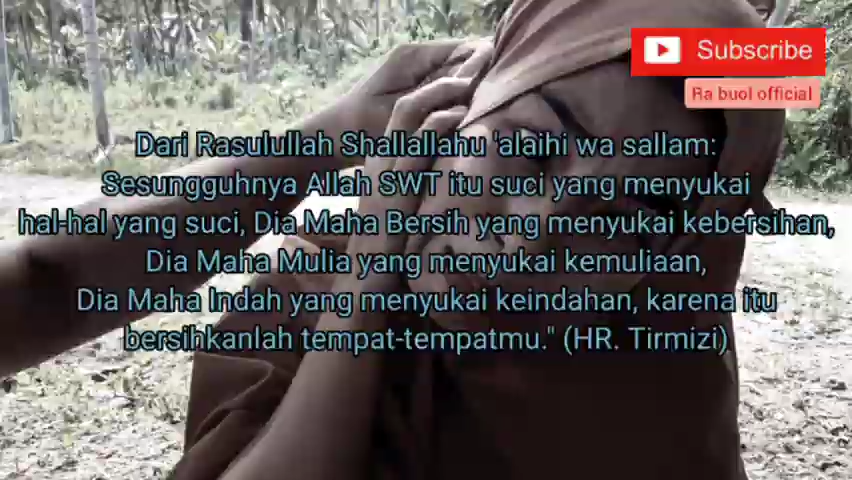 Subscribe
Ra buol official
Dari Rasulullah Shallallahu 'alaihi wa sallam:
Sesungguhnya Allah SWT itu suci yang menyukai
hal-hal yang suci, Dia Maha Bersih yang menyukai kebersihan,
Dia Maha Mulia yang menyukai kemuliaan,
Dia Maha Indah yang menyukai keindahan, karena itu
bersihkanlah tempat-tempatmu." (HR. Tirmizi)